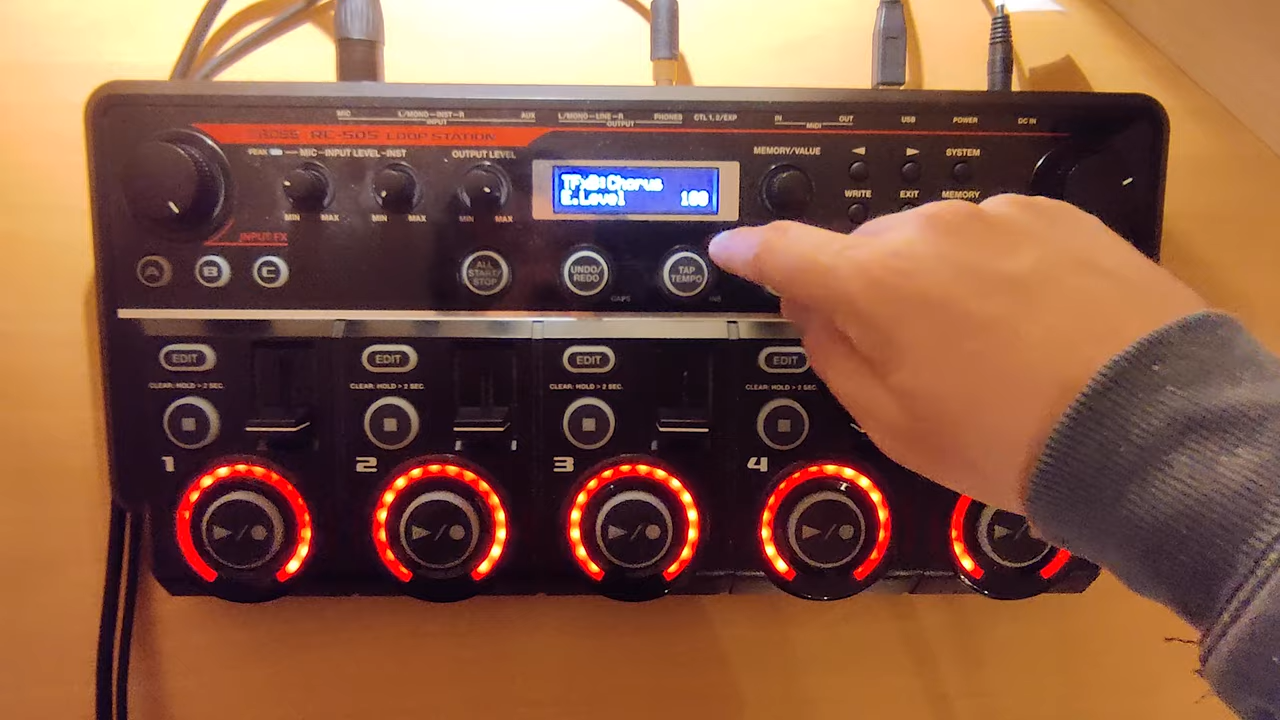 MIC L/MONO-INST-R AUX L/MONO-LINE-R PHONES CTL 1, 2/EXP IN OUT USB POWER DC IN
INPUT OUTPUT MIDI
BOSS RC-505 LOOP STATION
PEAK MIC-INPUT LEVEL-INST OUTPUT LEVEL MEMORY/VALUE SYSTEM
TFxB:Chorus
E.Level 100
WRITE EXIT MEMORY
MIN MAX MIN MAX MIN MAX
INPUT FX
A B C
ALL START/ STOP
UNDO/ REDO
TAP TEMPO
CAPS INS
EDIT EDIT EDIT EDIT
CLEAR: HOLD > 2 SEC. CLEAR: HOLD > 2 SEC. CLEAR: HOLD > 2 SEC. CLEAR: HOLD > 2 SEC.
1 2 3 4